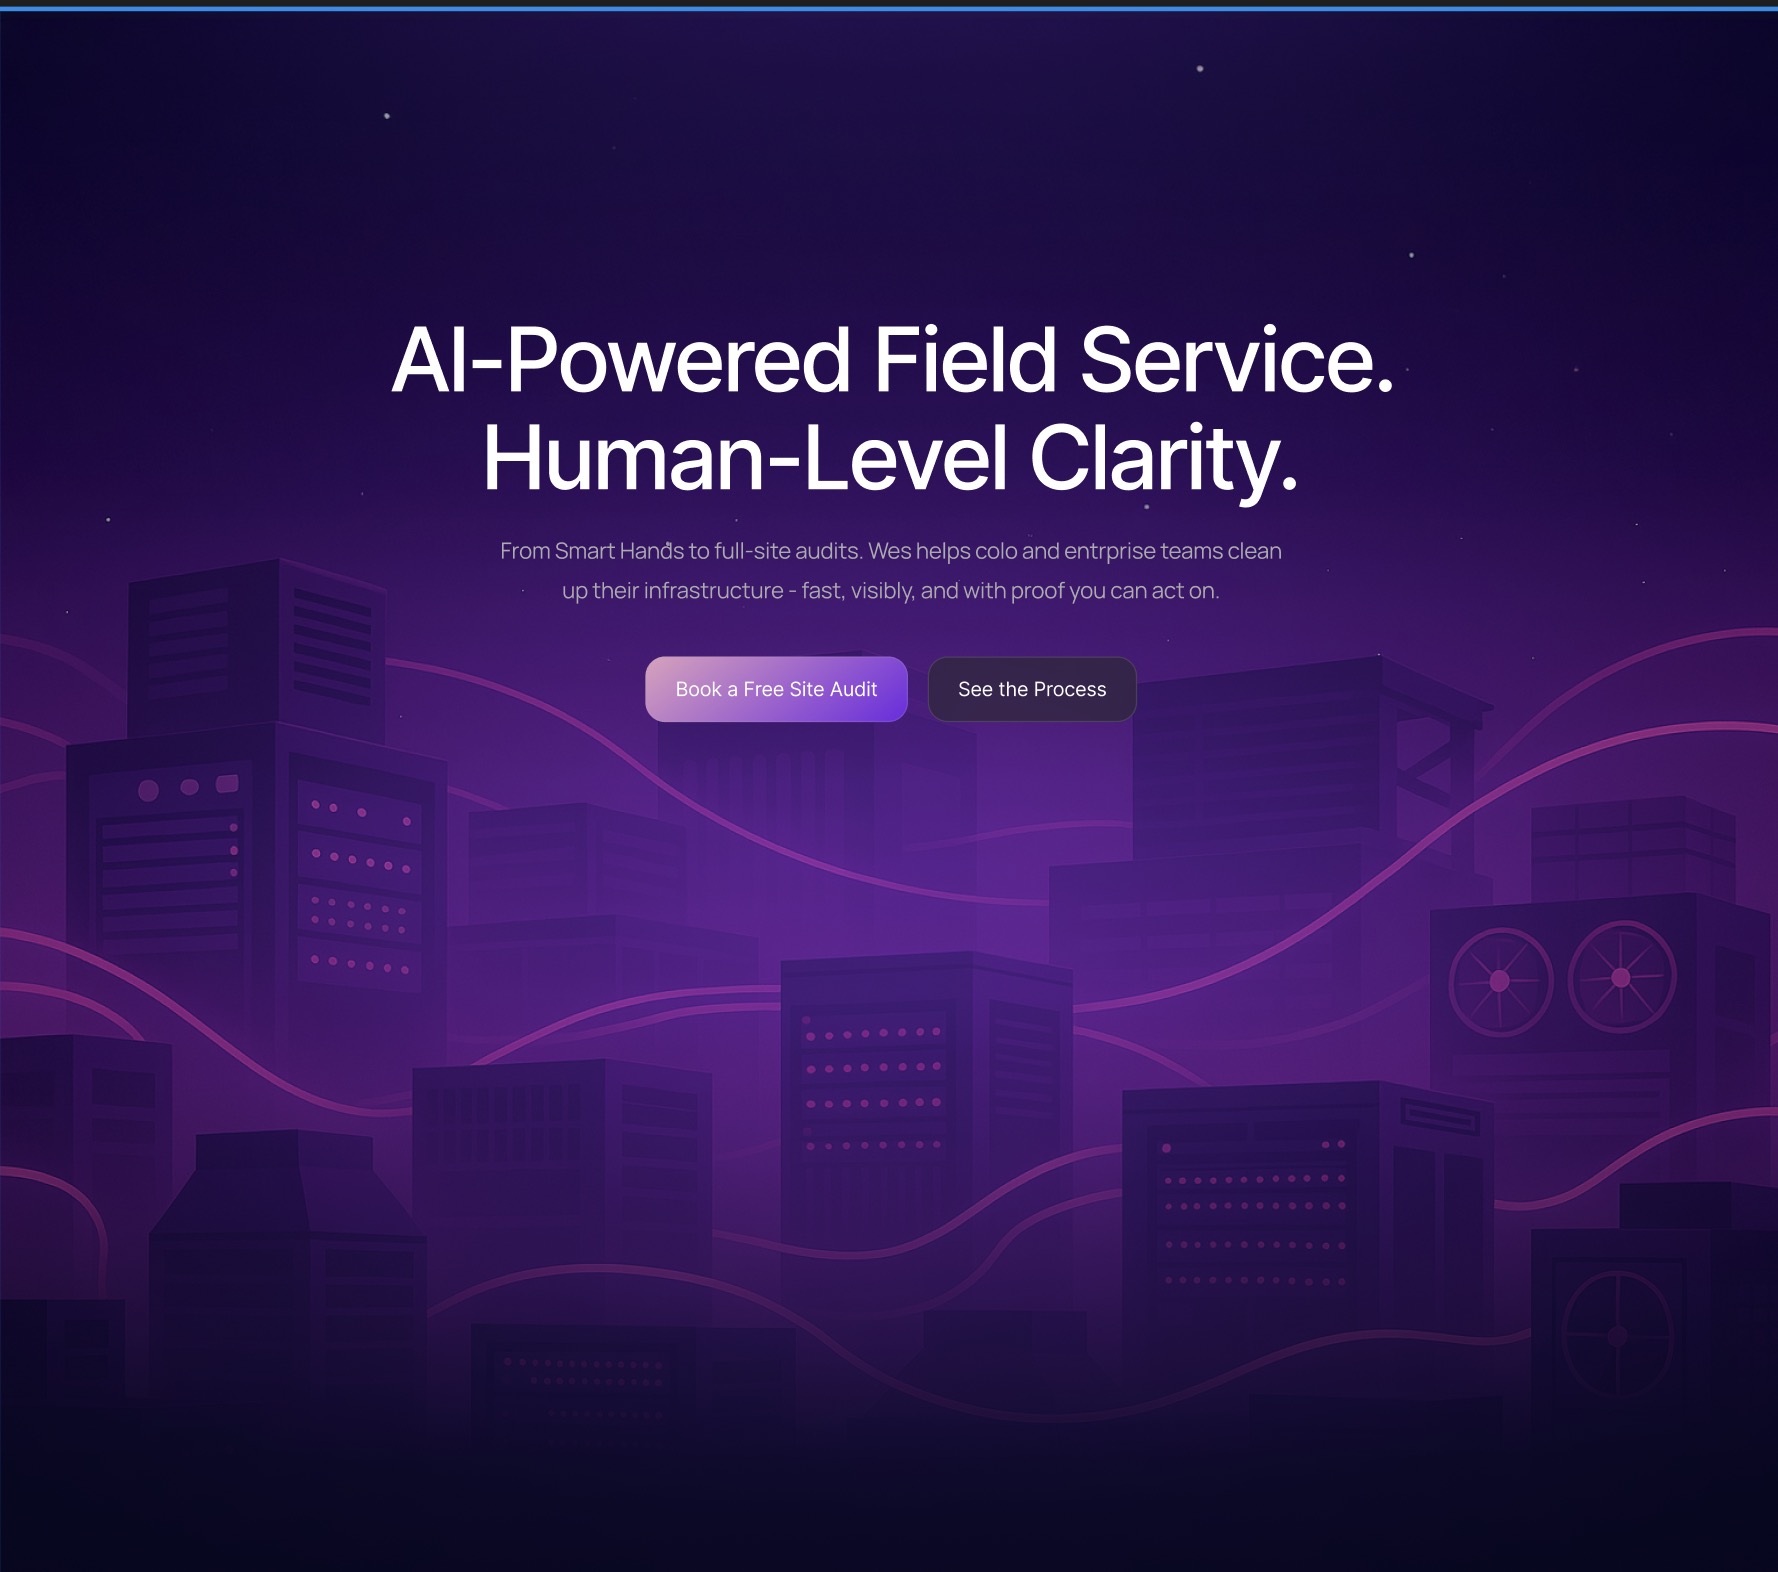 AI-Powered Field Service.
Human-Level Clarity.
From Smart Hands to full-site audits. Wes helps colo and entrprise teams clean
up their infrastructure - fast, visibly, and with proof you can act on.
Book a Free Site Audit
See the Process